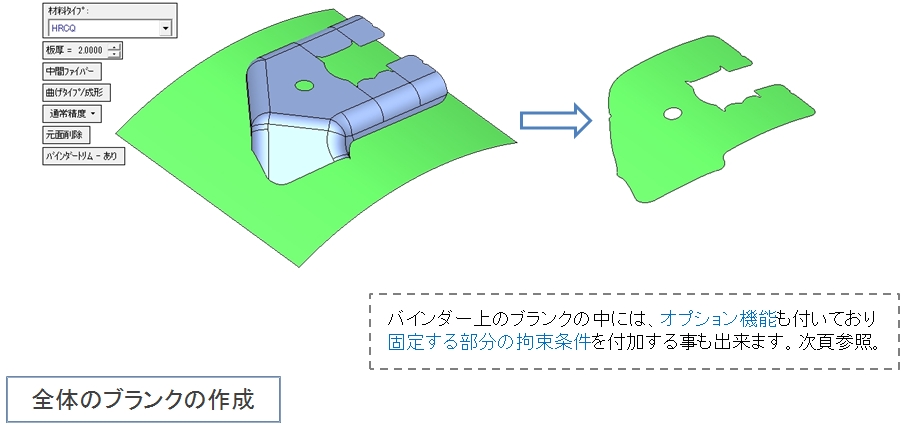 材料タイプ:
HRCQ
板厚 = 2.0000
中間ファイバー
曲げタイプ/成形
通常精度
元面削除
バインダートリム - あり
バインダー上のブランクの中には、オプション機能も付いており
固定する部分の拘束条件を付加する事も出来ます。次頁参照。
全体のブランクの作成